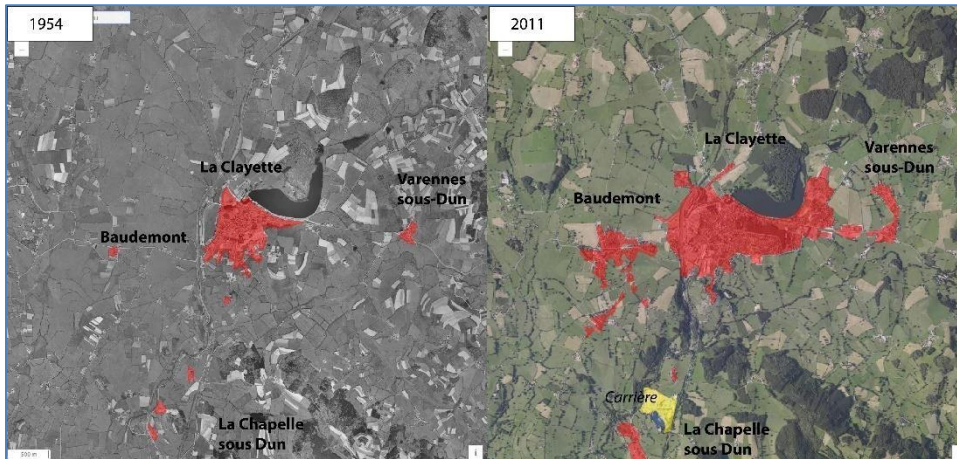 1954
La Clayette
Varennes
sous-Dun
Baudemont
La Chapelle
sous Dun
500 m
2011
La Clayette
Varennes
sous-Dun
Baudemont
Carrière
La Chapelle
sous Dun